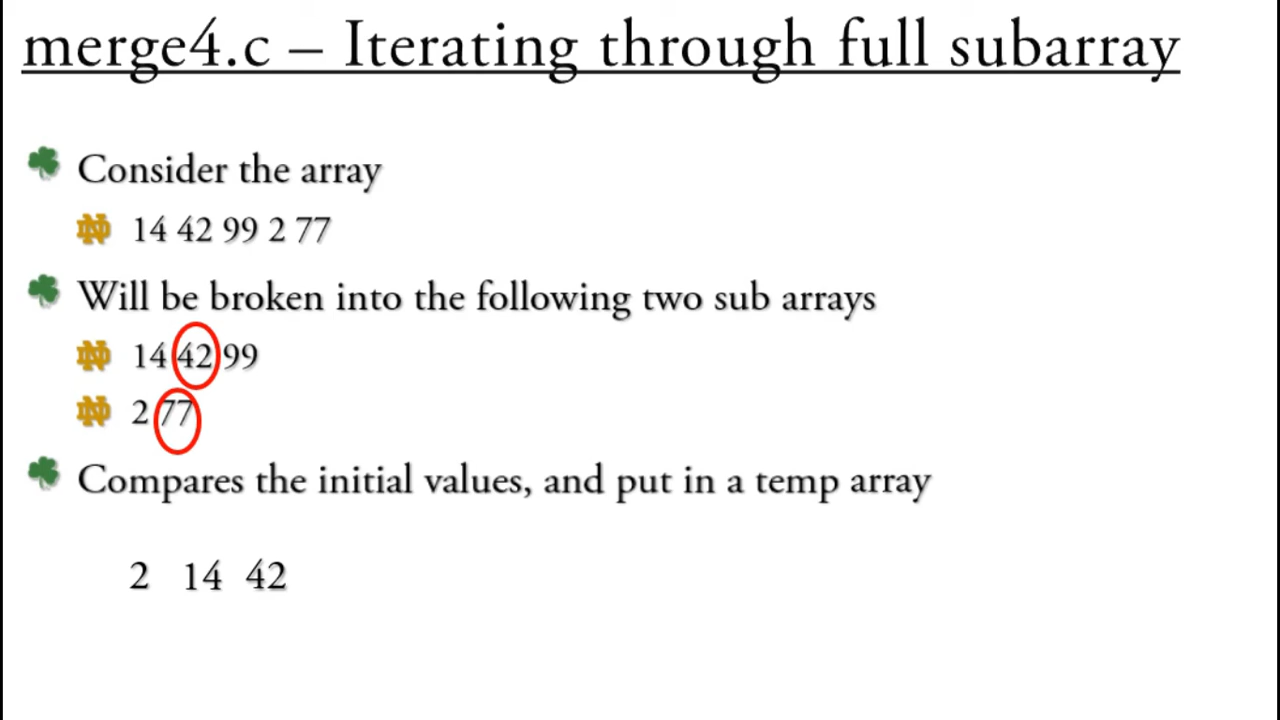 merge4.c – Iterating through full subarray
Consider the array
14 42 99 2 77
Will be broken into the following two sub arrays
14 42 99
2 77
Compares the initial values, and put in a temp array
2 14 42